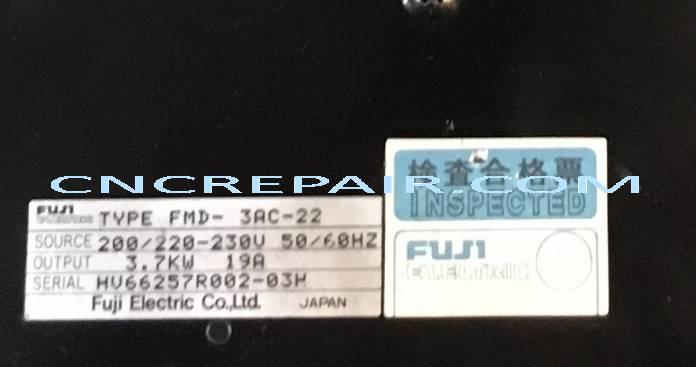 CNCREPAIR.COM
FUJI ELECTRIC TYPE FMD- 3AC-22
SOURCE 200/220-230V 50/60HZ
OUTPUT 3.7KW 19A
SERIAL HV66257R002-03H
Fuji Electric Co.,Ltd. JAPAN
検査合格票
INSPECTED
FUJI
ELECTRIC